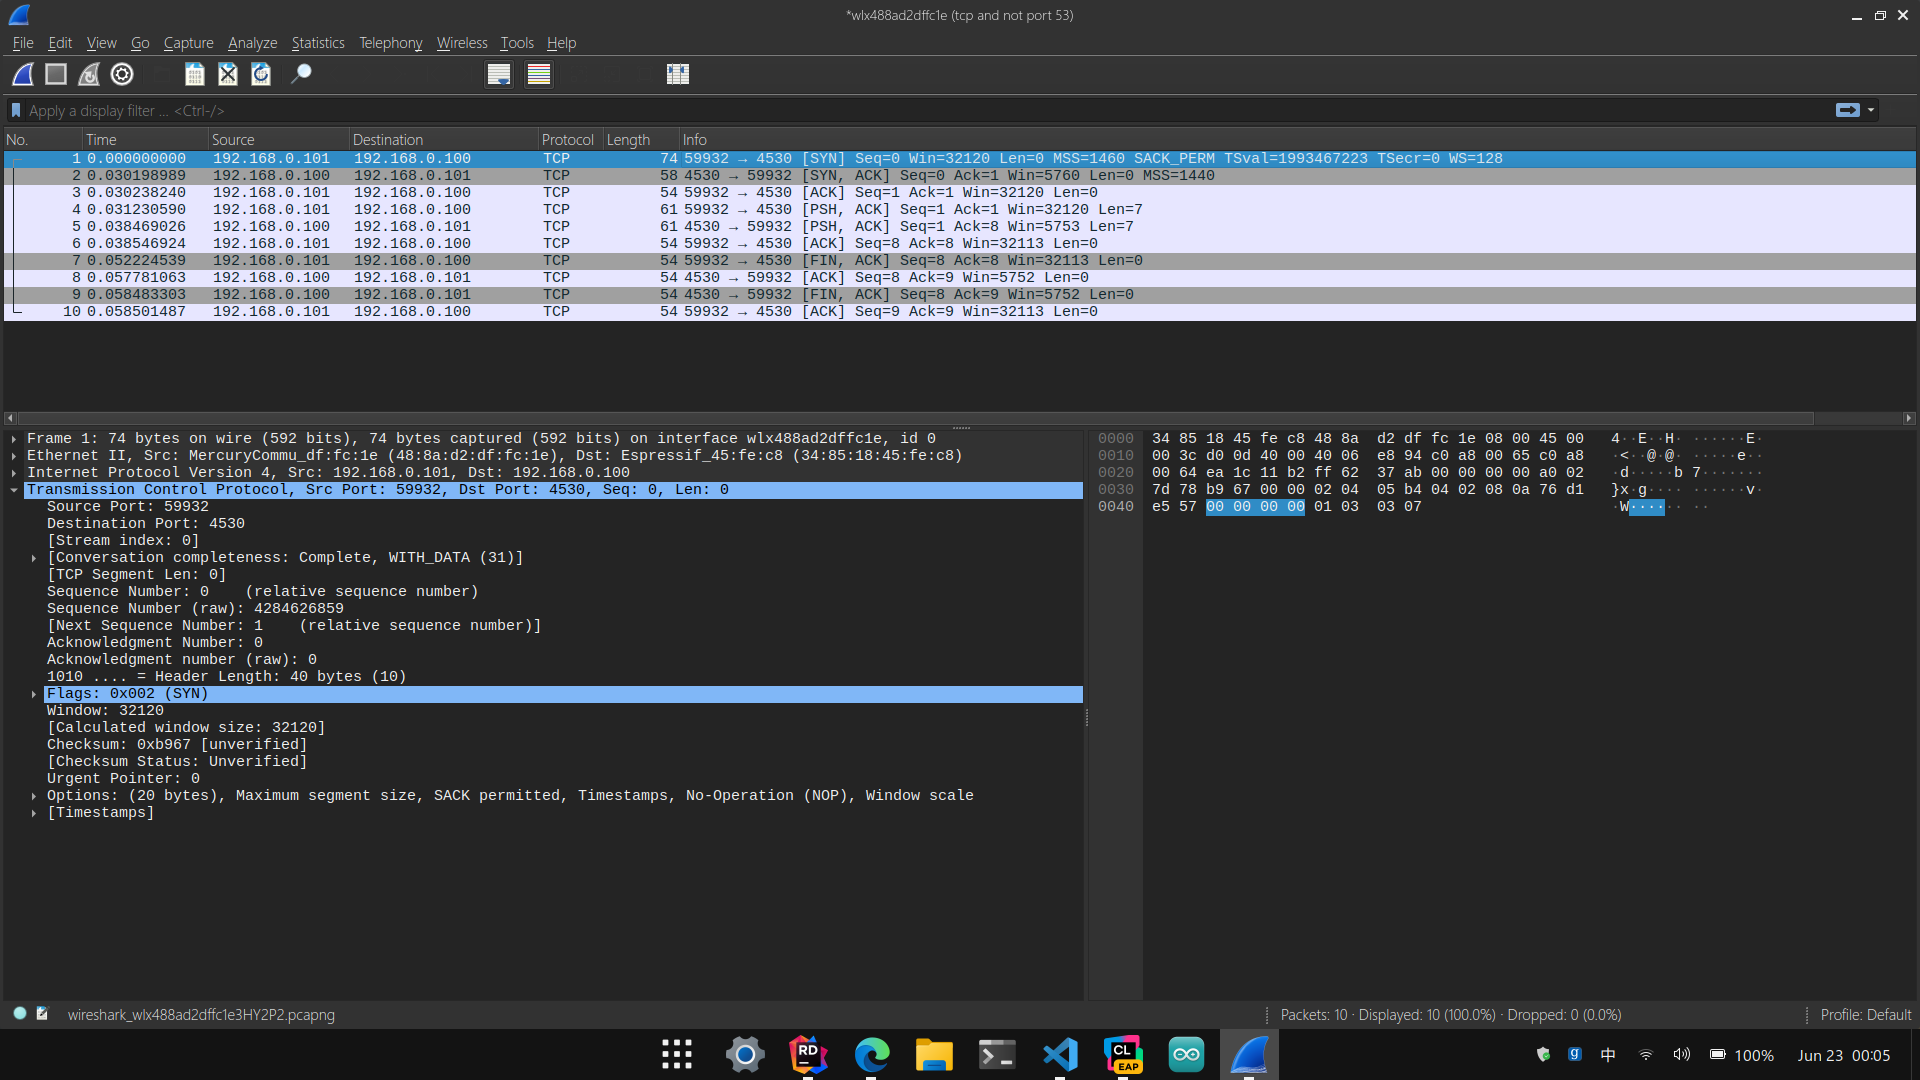 *wlx488ad2dffc1e (tcp and not port 53)
File Edit View Go Capture Analyze Statistics Telephony Wireless Tools Help
Apply a display filter ... <Ctrl-/>
No. Time Source Destination Protocol Length Info
1 0.000000000 192.168.0.101 192.168.0.100 TCP 74 59932 → 4530 [SYN] Seq=0 Win=32120 Len=0 MSS=1460 SACK_PERM TSval=1993467223 TSecr=0 WS=128
2 0.030198989 192.168.0.100 192.168.0.101 TCP 58 4530 → 59932 [SYN, ACK] Seq=0 Ack=1 Win=5760 Len=0 MSS=1440
3 0.030238240 192.168.0.101 192.168.0.100 TCP 54 59932 → 4530 [ACK] Seq=1 Ack=1 Win=32120 Len=0
4 0.031230590 192.168.0.101 192.168.0.100 TCP 61 59932 → 4530 [PSH, ACK] Seq=1 Ack=1 Win=32120 Len=7
5 0.038469026 192.168.0.100 192.168.0.101 TCP 61 4530 → 59932 [PSH, ACK] Seq=1 Ack=8 Win=5753 Len=7
6 0.038546924 192.168.0.101 192.168.0.100 TCP 54 59932 → 4530 [ACK] Seq=8 Ack=8 Win=32113 Len=0
7 0.052224539 192.168.0.101 192.168.0.100 TCP 54 59932 → 4530 [FIN, ACK] Seq=8 Ack=8 Win=32113 Len=0
8 0.057781063 192.168.0.100 192.168.0.101 TCP 54 4530 → 59932 [ACK] Seq=8 Ack=9 Win=5752 Len=0
9 0.058483303 192.168.0.100 192.168.0.101 TCP 54 4530 → 59932 [FIN, ACK] Seq=8 Ack=9 Win=5752 Len=0
10 0.058501487 192.168.0.101 192.168.0.100 TCP 54 59932 → 4530 [ACK] Seq=9 Ack=9 Win=32113 Len=0
Frame 1: 74 bytes on wire (592 bits), 74 bytes captured (592 bits) on interface wlx488ad2dffc1e, id 0
Ethernet II, Src: MercuryCommu_df:fc:1e (48:8a:d2:df:fc:1e), Dst: Espressif_45:fe:c8 (34:85:18:45:fe:c8)
Internet Protocol Version 4, Src: 192.168.0.101, Dst: 192.168.0.100
Transmission Control Protocol, Src Port: 59932, Dst Port: 4530, Seq: 0, Len: 0
Source Port: 59932
Destination Port: 4530
[Stream index: 0]
[Conversation completeness: Complete, WITH_DATA (31)]
[TCP Segment Len: 0]
Sequence Number: 0 (relative sequence number)
Sequence Number (raw): 4284626859
[Next Sequence Number: 1 (relative sequence number)]
Acknowledgment Number: 0
Acknowledgment number (raw): 0
1010 .... = Header Length: 40 bytes (10)
Flags: 0x002 (SYN)
Window: 32120
[Calculated window size: 32120]
Checksum: 0xb967 [unverified]
[Checksum Status: Unverified]
Urgent Pointer: 0
Options: (20 bytes), Maximum segment size, SACK permitted, Timestamps, No-Operation (NOP), Window scale
[Timestamps]
0000 34 85 18 45 fe c8 48 8a d2 df fc 1e 08 00 45 00 4··E··H· ······E·
0010 00 3c d0 0d 40 00 40 06 e8 94 c0 a8 00 65 c0 a8 ·<··@·@· ·····e··
0020 00 64 ea 1c 11 b2 ff 62 37 ab 00 00 00 00 a0 02 ·d·····b 7·······
0030 7d 78 b9 67 00 00 02 04 05 b4 04 02 08 0a 76 d1 }x·g···· ······v·
0040 e5 57 00 00 00 00 01 03 03 07 ·W······ ··
wireshark_wlx488ad2dffc1e3HY2P2.pcapng
Packets: 10 · Displayed: 10 (100.0%) · Dropped: 0 (0.0%)
Profile: Default
RD
CL
EAP
g
中
100%
Jun 23 00:05